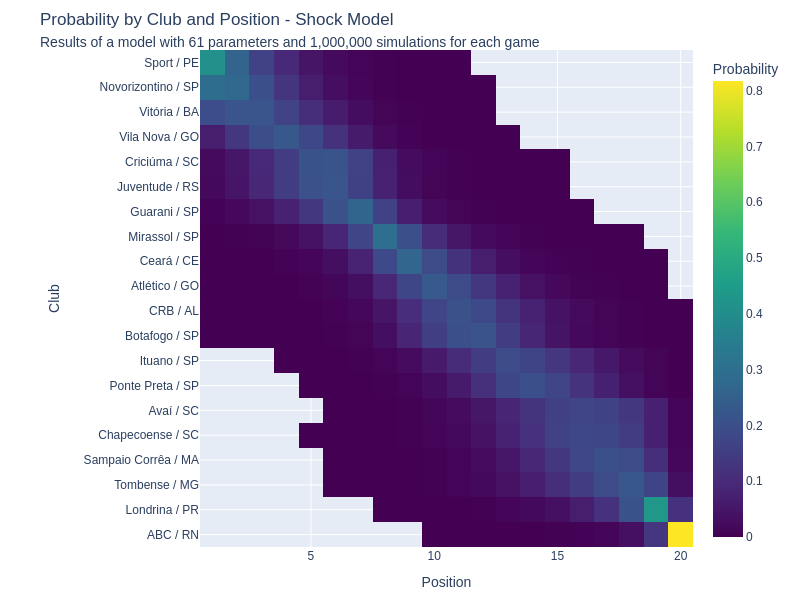 Probability by Club and Position - Shock Model
Results of a model with 61 parameters and 1,000,000 simulations for each game
Probability
0.8
0.7
0.6
0.5
0.4
0.3
0.2
0.1
0
Club
Sport / PE
Novorizontino / SP
Vitória / BA
Vila Nova / GO
Criciúma / SC
Juventude / RS
Guarani / SP
Mirassol / SP
Ceará / CE
Atlético / GO
CRB / AL
Botafogo / SP
Ituano / SP
Ponte Preta / SP
Avaí / SC
Chapecoense / SC
Sampaio Corrêa / MA
Tombense / MG
Londrina / PR
ABC / RN
5 10 15 20
Position